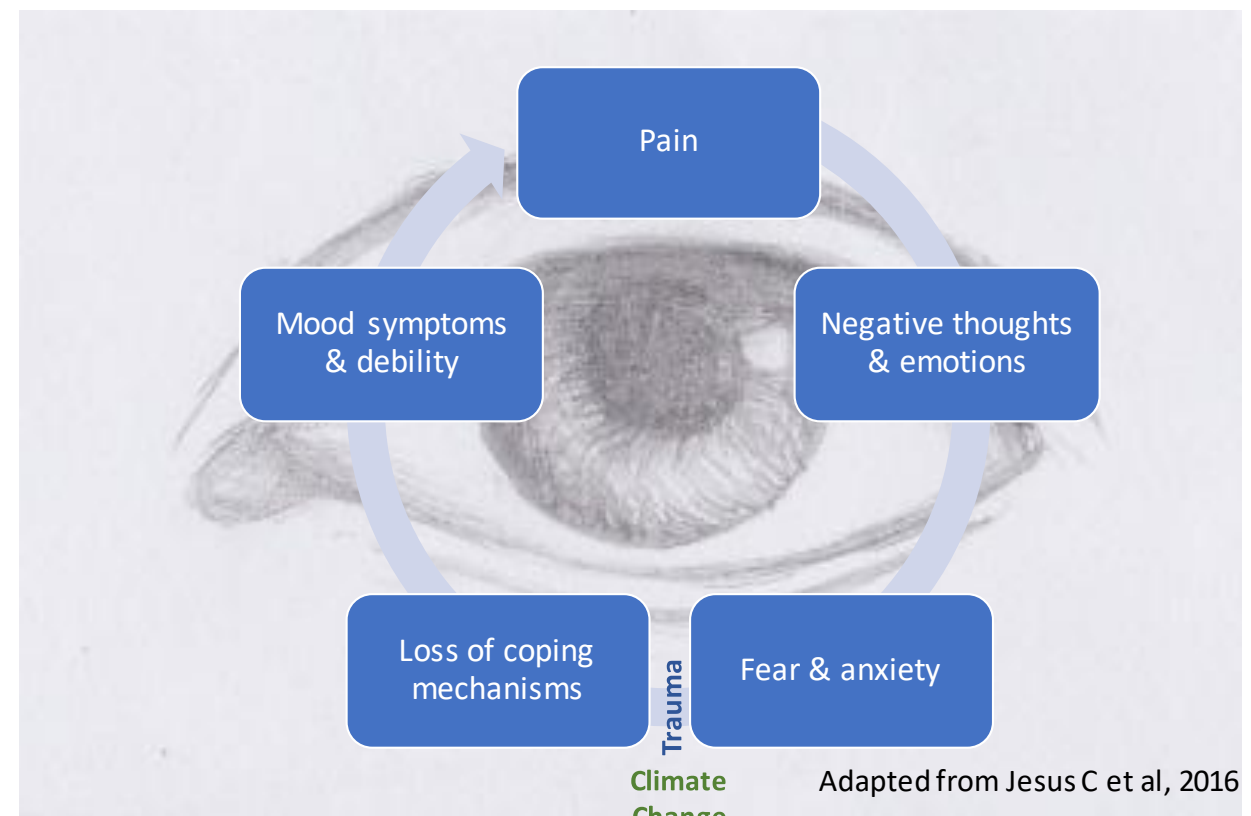 Pain
Negative thoughts
& emotions
Fear & anxiety
Loss of coping
mechanisms
Mood symptoms
& debility
Trauma
Climate
Change
Adapted from Jesus C et al, 2016